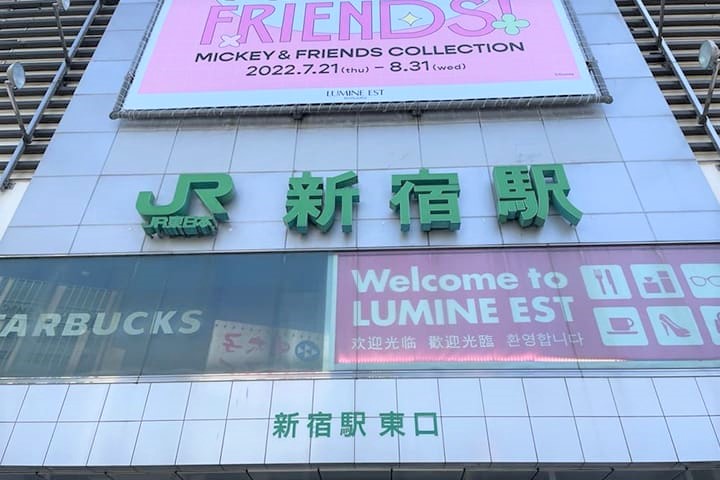 FRIENDS!
MICKEY & FRIENDS COLLECTION
2022.7.21(thu) – 8.31(wed)
LUMINE EST
JR 新宿駅
JR東日本
STARBUCKS
Welcome to
LUMINE EST
欢迎光临 歡迎光臨 환영합니다
新宿駅 東口